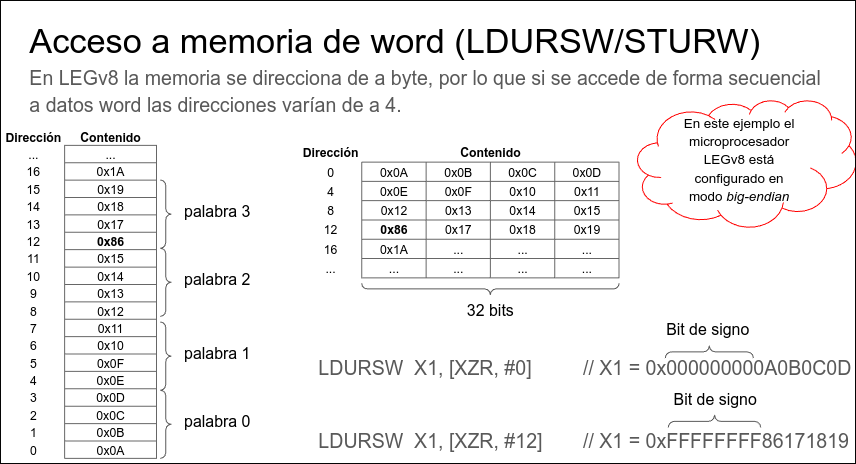 Acceso a memoria de word (LDURSW/STURW)
En LEGv8 la memoria se direcciona de a byte, por lo que si se accede de forma secuencial
a datos word las direcciones varían de a 4.
Dirección Contenido
... ...
16 0x1A
15 0x19
14 0x18
13 0x17
12 0x86
11 0x15
10 0x14
9 0x13
8 0x12
7 0x11
6 0x10
5 0x0F
4 0x0E
3 0x0D
2 0x0C
1 0x0B
0 0x0A
palabra 3
palabra 2
palabra 1
palabra 0
Dirección Contenido
0 0x0A 0x0B 0x0C 0x0D
4 0x0E 0x0F 0x10 0x11
8 0x12 0x13 0x14 0x15
12 0x86 0x17 0x18 0x19
16 0x1A ... ... ...
... ... ... ... ...
32 bits
En este ejemplo el
microprocesador
LEGv8 está
configurado en
modo big-endian
Bit de signo
LDURSW X1, [XZR, #0] // X1 = 0x000000000A0B0C0D
Bit de signo
LDURSW X1, [XZR, #12] // X1 = 0xFFFFFFFF86171819